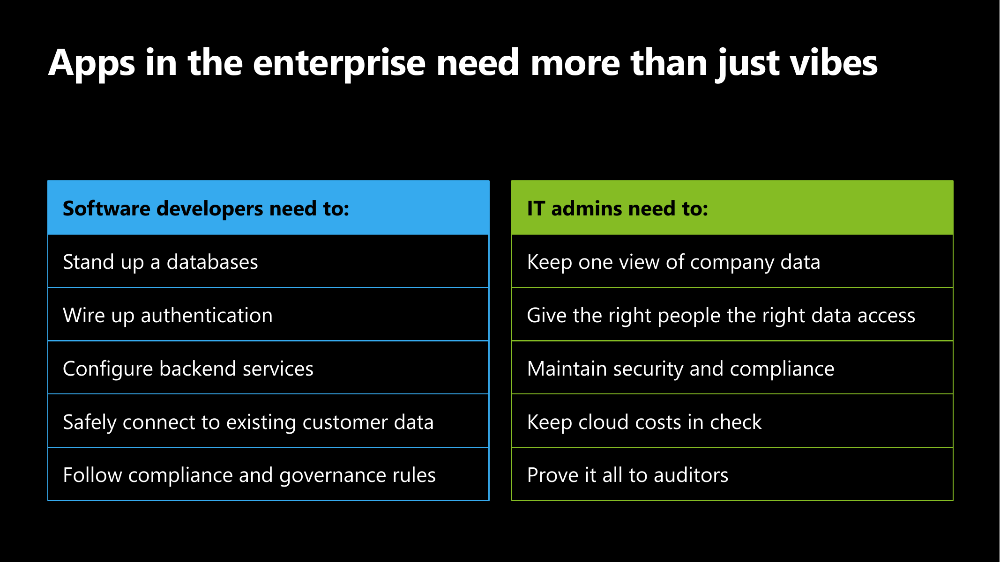 Apps in the enterprise need more than just vibes
Software developers need to:
Stand up a databases
Wire up authentication
Configure backend services
Safely connect to existing customer data
Follow compliance and governance rules
IT admins need to:
Keep one view of company data
Give the right people the right data access
Maintain security and compliance
Keep cloud costs in check
Prove it all to auditors